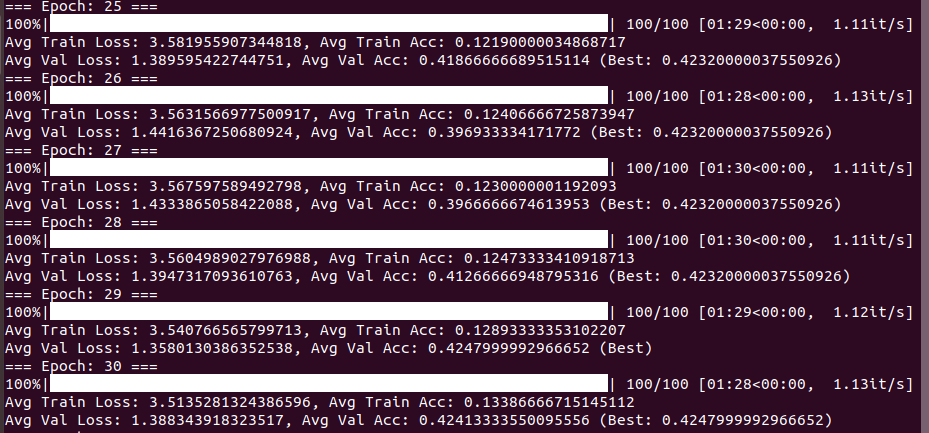 === Epoch: 25 ===
100%|| 100/100 [01:29<00:00,  1.11it/s]
Avg Train Loss: 3.581955907344818, Avg Train Acc: 0.12190000034868717
Avg Val Loss: 1.389595422744751, Avg Val Acc: 0.41866666689515114 (Best: 0.42320000037550926)
=== Epoch: 26 ===
100%|| 100/100 [01:28<00:00,  1.13it/s]
Avg Train Loss: 3.5631566977500917, Avg Train Acc: 0.12406666725873947
Avg Val Loss: 1.4416367250680924, Avg Val Acc: 0.396933334171772 (Best: 0.42320000037550926)
=== Epoch: 27 ===
100%|| 100/100 [01:30<00:00,  1.11it/s]
Avg Train Loss: 3.567597589492798, Avg Train Acc: 0.1230000001192093
Avg Val Loss: 1.4333865058422088, Avg Val Acc: 0.3966666674613953 (Best: 0.42320000037550926)
=== Epoch: 28 ===
100%|| 100/100 [01:30<00:00,  1.11it/s]
Avg Train Loss: 3.5604989027976988, Avg Train Acc: 0.12473333410918713
Avg Val Loss: 1.3947317093610763, Avg Val Acc: 0.41266666948795316 (Best: 0.42320000037550926)
=== Epoch: 29 ===
100%|| 100/100 [01:29<00:00,  1.12it/s]
Avg Train Loss: 3.540766565799713, Avg Train Acc: 0.12893333353102207
Avg Val Loss: 1.3580130386352538, Avg Val Acc: 0.4247999992966652 (Best)
=== Epoch: 30 ===
100%|| 100/100 [01:28<00:00,  1.13it/s]
Avg Train Loss: 3.5135281324386596, Avg Train Acc: 0.13386666715145112
Avg Val Loss: 1.388343918323517, Avg Val Acc: 0.42413333550095556 (Best: 0.4247999992966652)